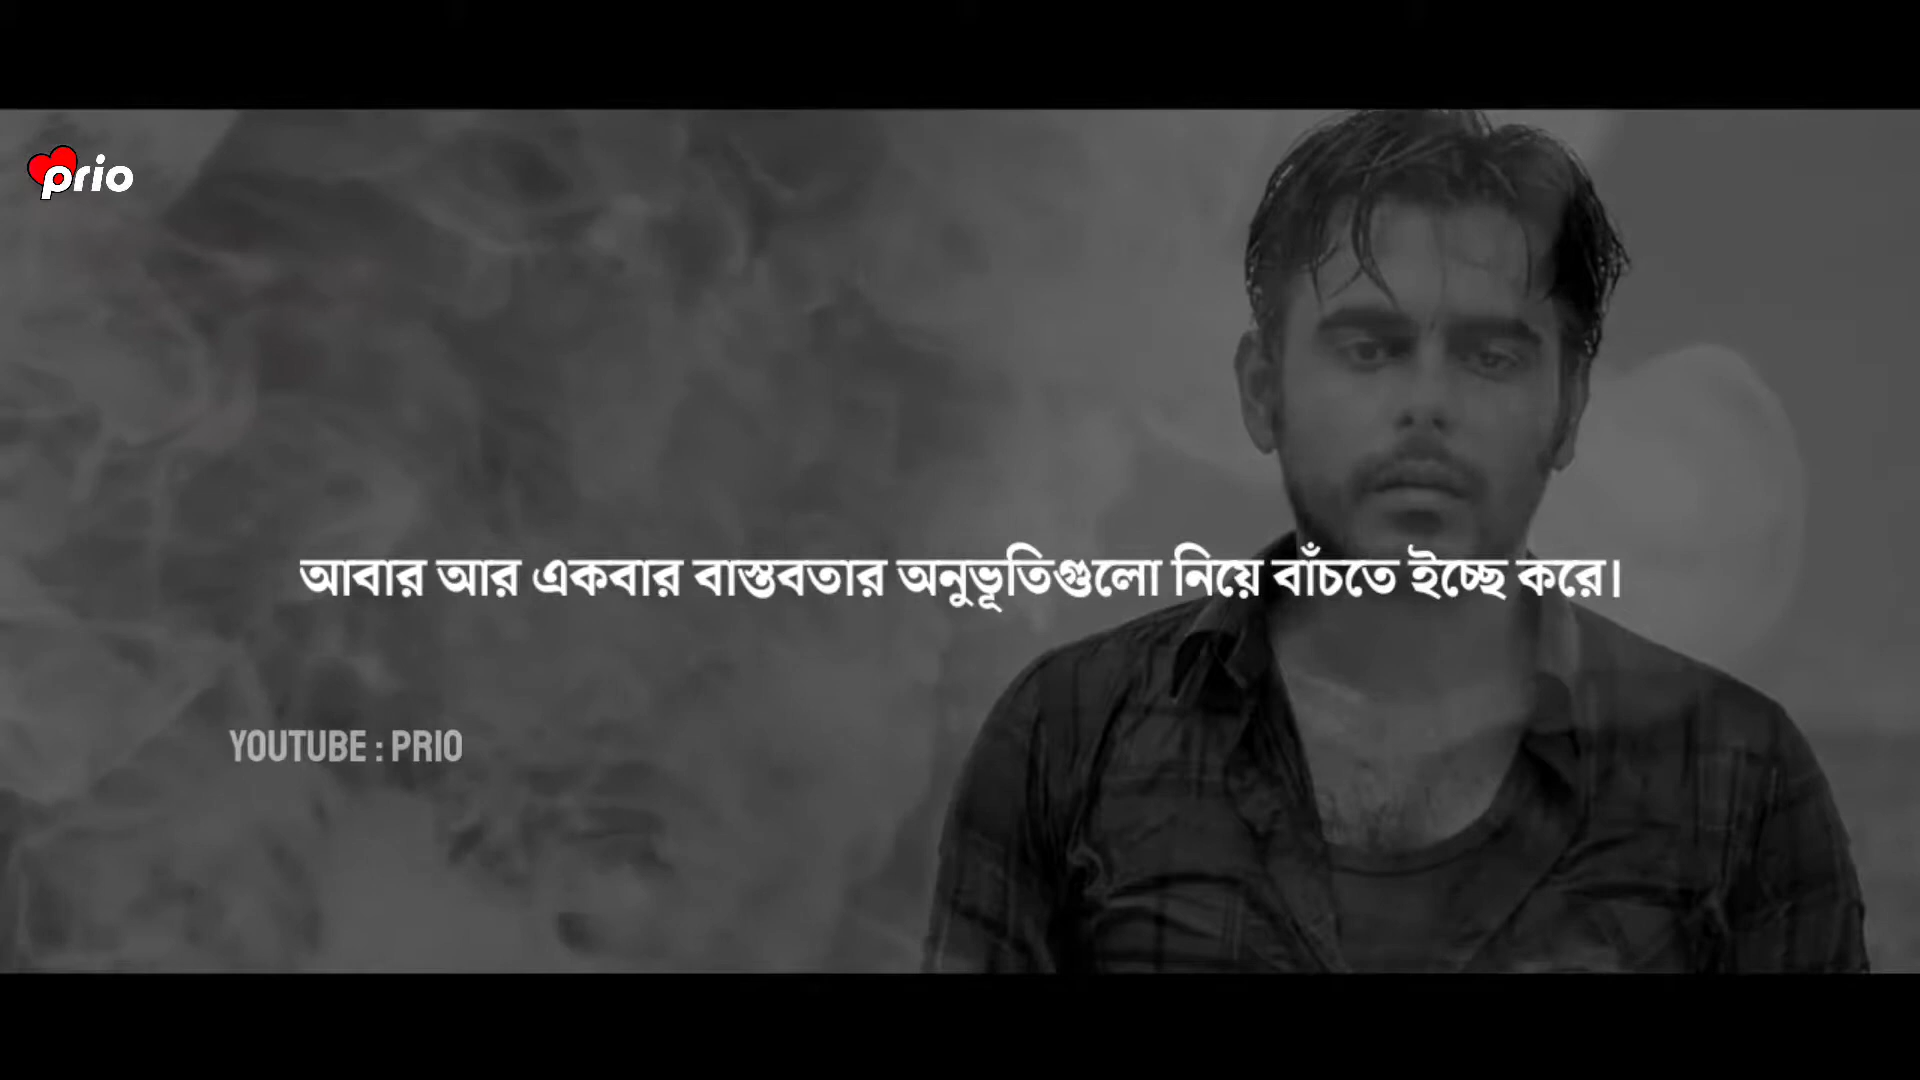 prio
আবার আর একবার বাস্তবতার অনুভূতিগুলো নিয়ে বাঁচতে ইচ্ছে করে।
YOUTUBE : PRIO